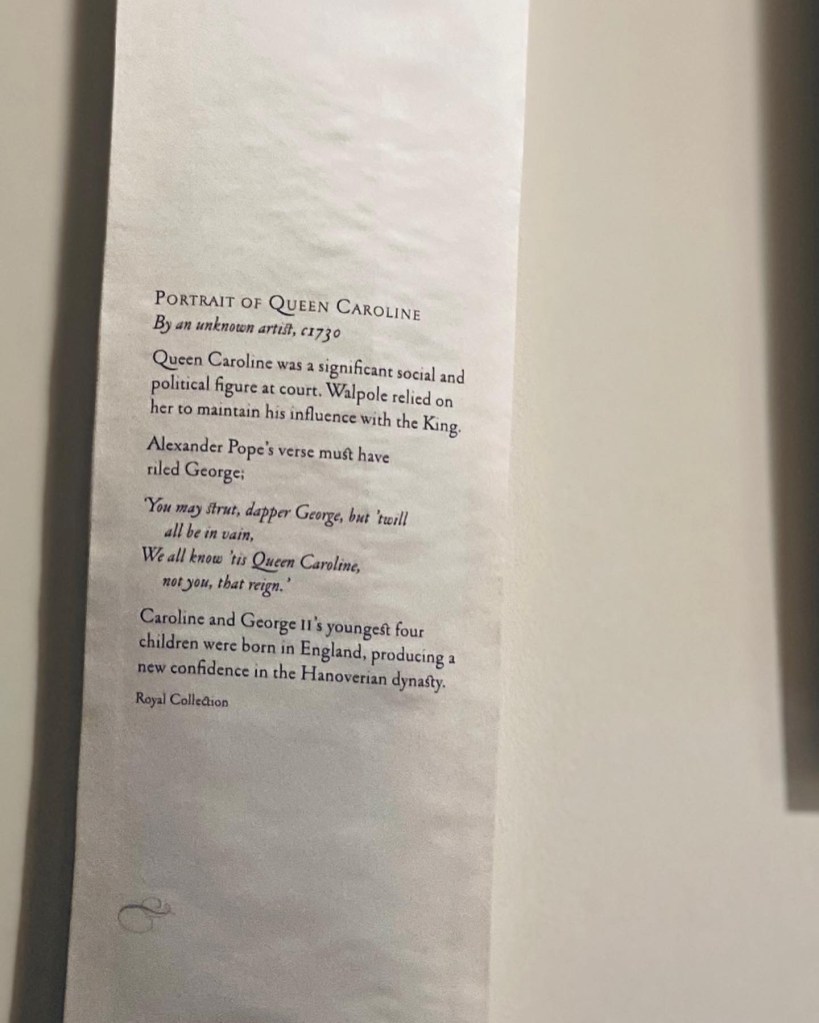 PORTRAIT OF QUEEN CAROLINE
By an unknown artist, c1730
Queen Caroline was a significant social and
political figure at court. Walpole relied on
her to maintain his influence with the King.
Alexander Pope's verse must have
riled George;
'You may strut, dapper George, but 'twill
all be in vain,
We all know 'tis Queen Caroline,
not you, that reign.'
Caroline and George II's youngest four
children were born in England, producing a
new confidence in the Hanoverian dynasty.
Royal Collection